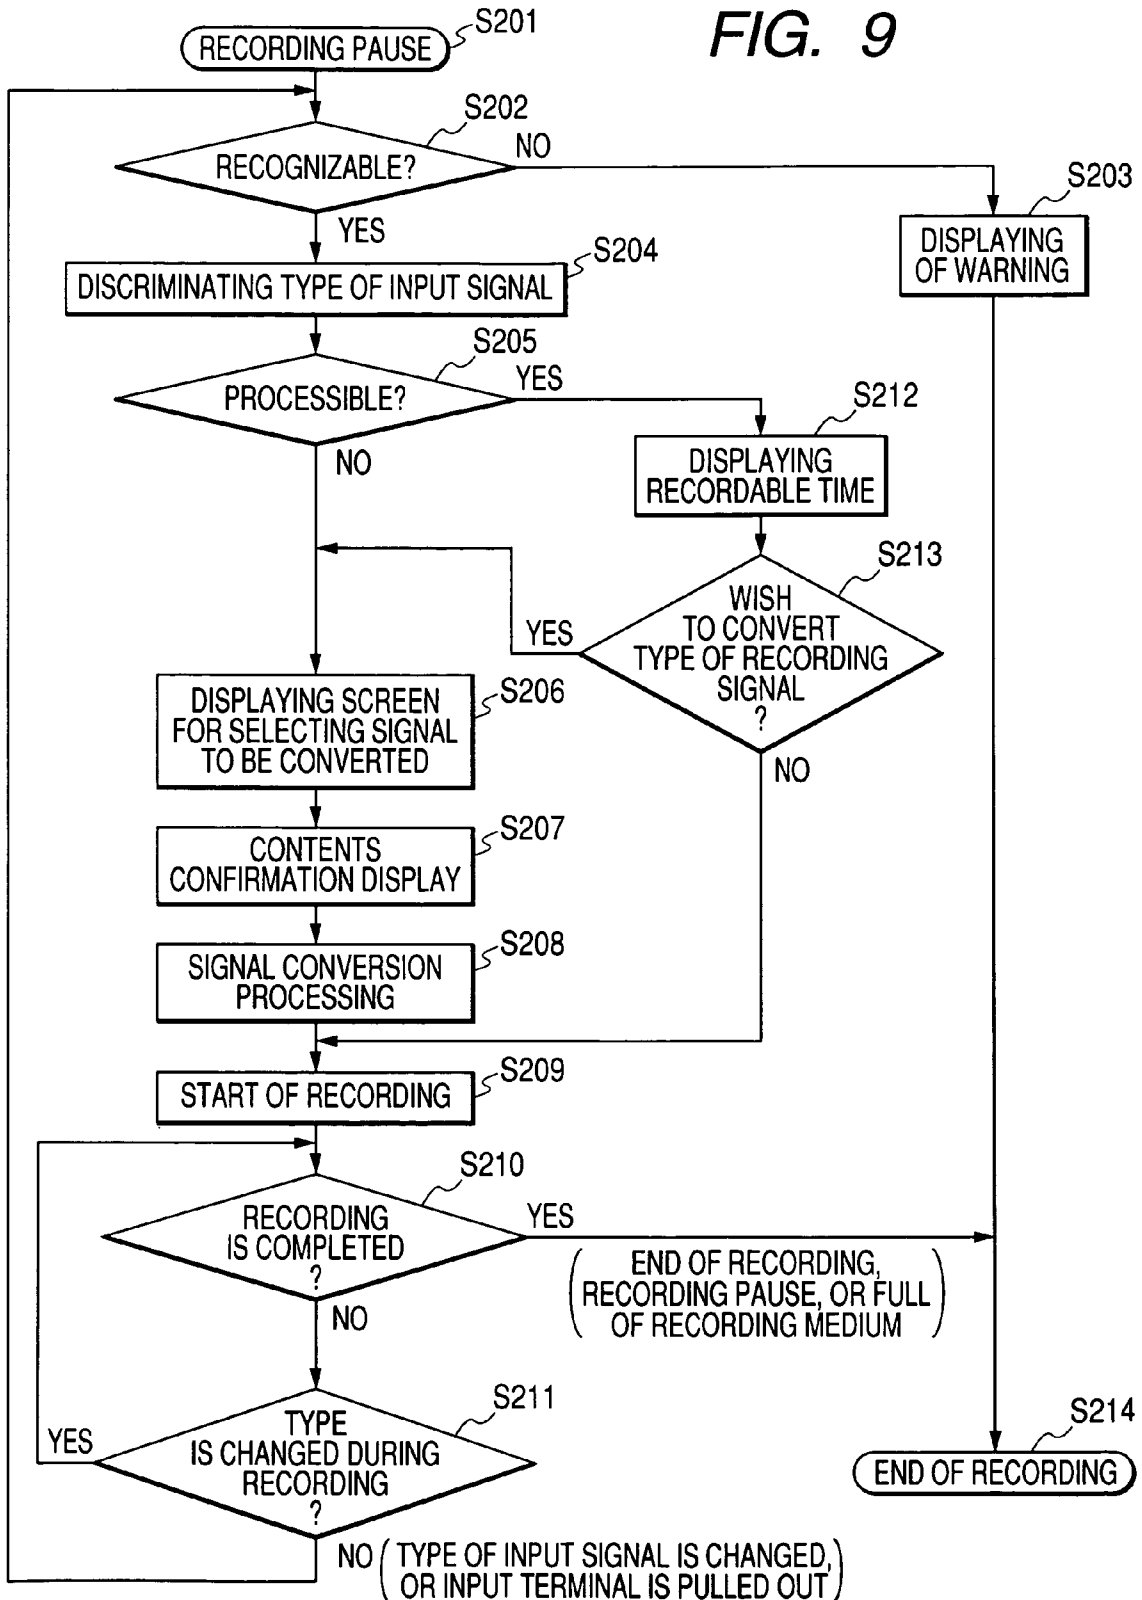 FIG. 9
RECORDING PAUSE
S201
S202
RECOGNIZABLE?
NO
YES
S203
DISPLAYING
OF WARNING
S204
DISCRIMINATING TYPE OF INPUT SIGNAL
S205
PROCESSIBLE?
YES
NO
S212
DISPLAYING
RECORDABLE TIME
S213
WISH
TO CONVERT
TYPE OF RECORDING
SIGNAL
?
YES
NO
S206
DISPLAYING SCREEN
FOR SELECTING SIGNAL
TO BE CONVERTED
S207
CONTENTS
CONFIRMATION DISPLAY
S208
SIGNAL CONVERSION
PROCESSING
S209
START OF RECORDING
S210
RECORDING
IS COMPLETED
?
YES
(END OF RECORDING,
RECORDING PAUSE, OR FULL
OF RECORDING MEDIUM)
NO
S211
TYPE
IS CHANGED DURING
RECORDING
?
YES
NO (TYPE OF INPUT SIGNAL IS CHANGED,
OR INPUT TERMINAL IS PULLED OUT)
S214
END OF RECORDING